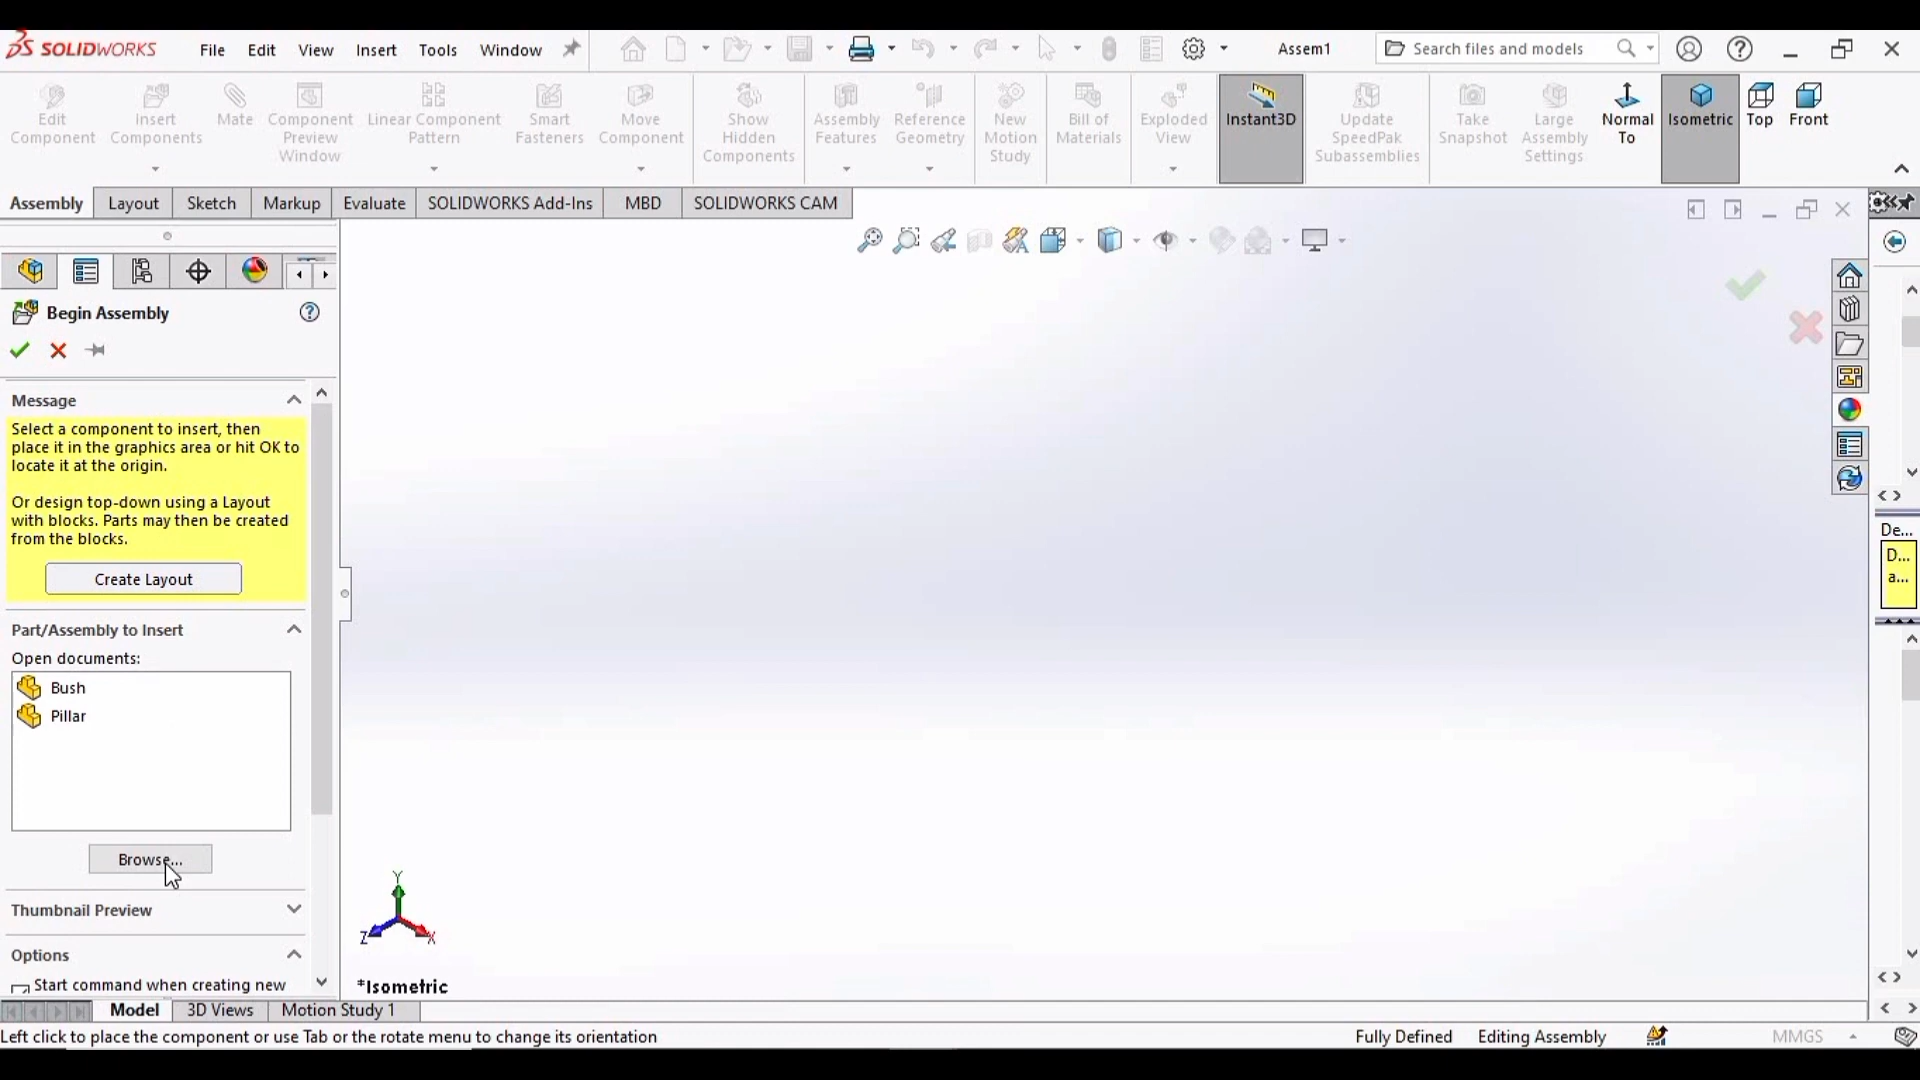 SOLIDWORKS
File Edit View Insert Tools Window
Assem1
Search files and models
Edit Component
Insert Components
Mate
Component Preview Window
Linear Component Pattern
Smart Fasteners
Move Component
Show Hidden Components
Assembly Features
Reference Geometry
New Motion Study
Bill of Materials
Exploded View
Instant3D
Update SpeedPak Subassemblies
Take Snapshot
Large Assembly Settings
Normal To
Isometric
Top
Front
Assembly Layout Sketch Markup Evaluate SOLIDWORKS Add-Ins MBD SOLIDWORKS CAM
Begin Assembly
Message
Select a component to insert, then
place it in the graphics area or hit OK to
locate it at the origin.
Or design top-down using a Layout
with blocks. Parts may then be created
from the blocks.
Create Layout
Part/Assembly to Insert
Open documents:
Bush
Pillar
Browse...
Thumbnail Preview
Options
Start command when creating new
De...
D...
a...
Y
Z X
*Isometric
Model 3D Views Motion Study 1
Left click to place the component or use Tab or the rotate menu to change its orientation
Fully Defined Editing Assembly MMGS